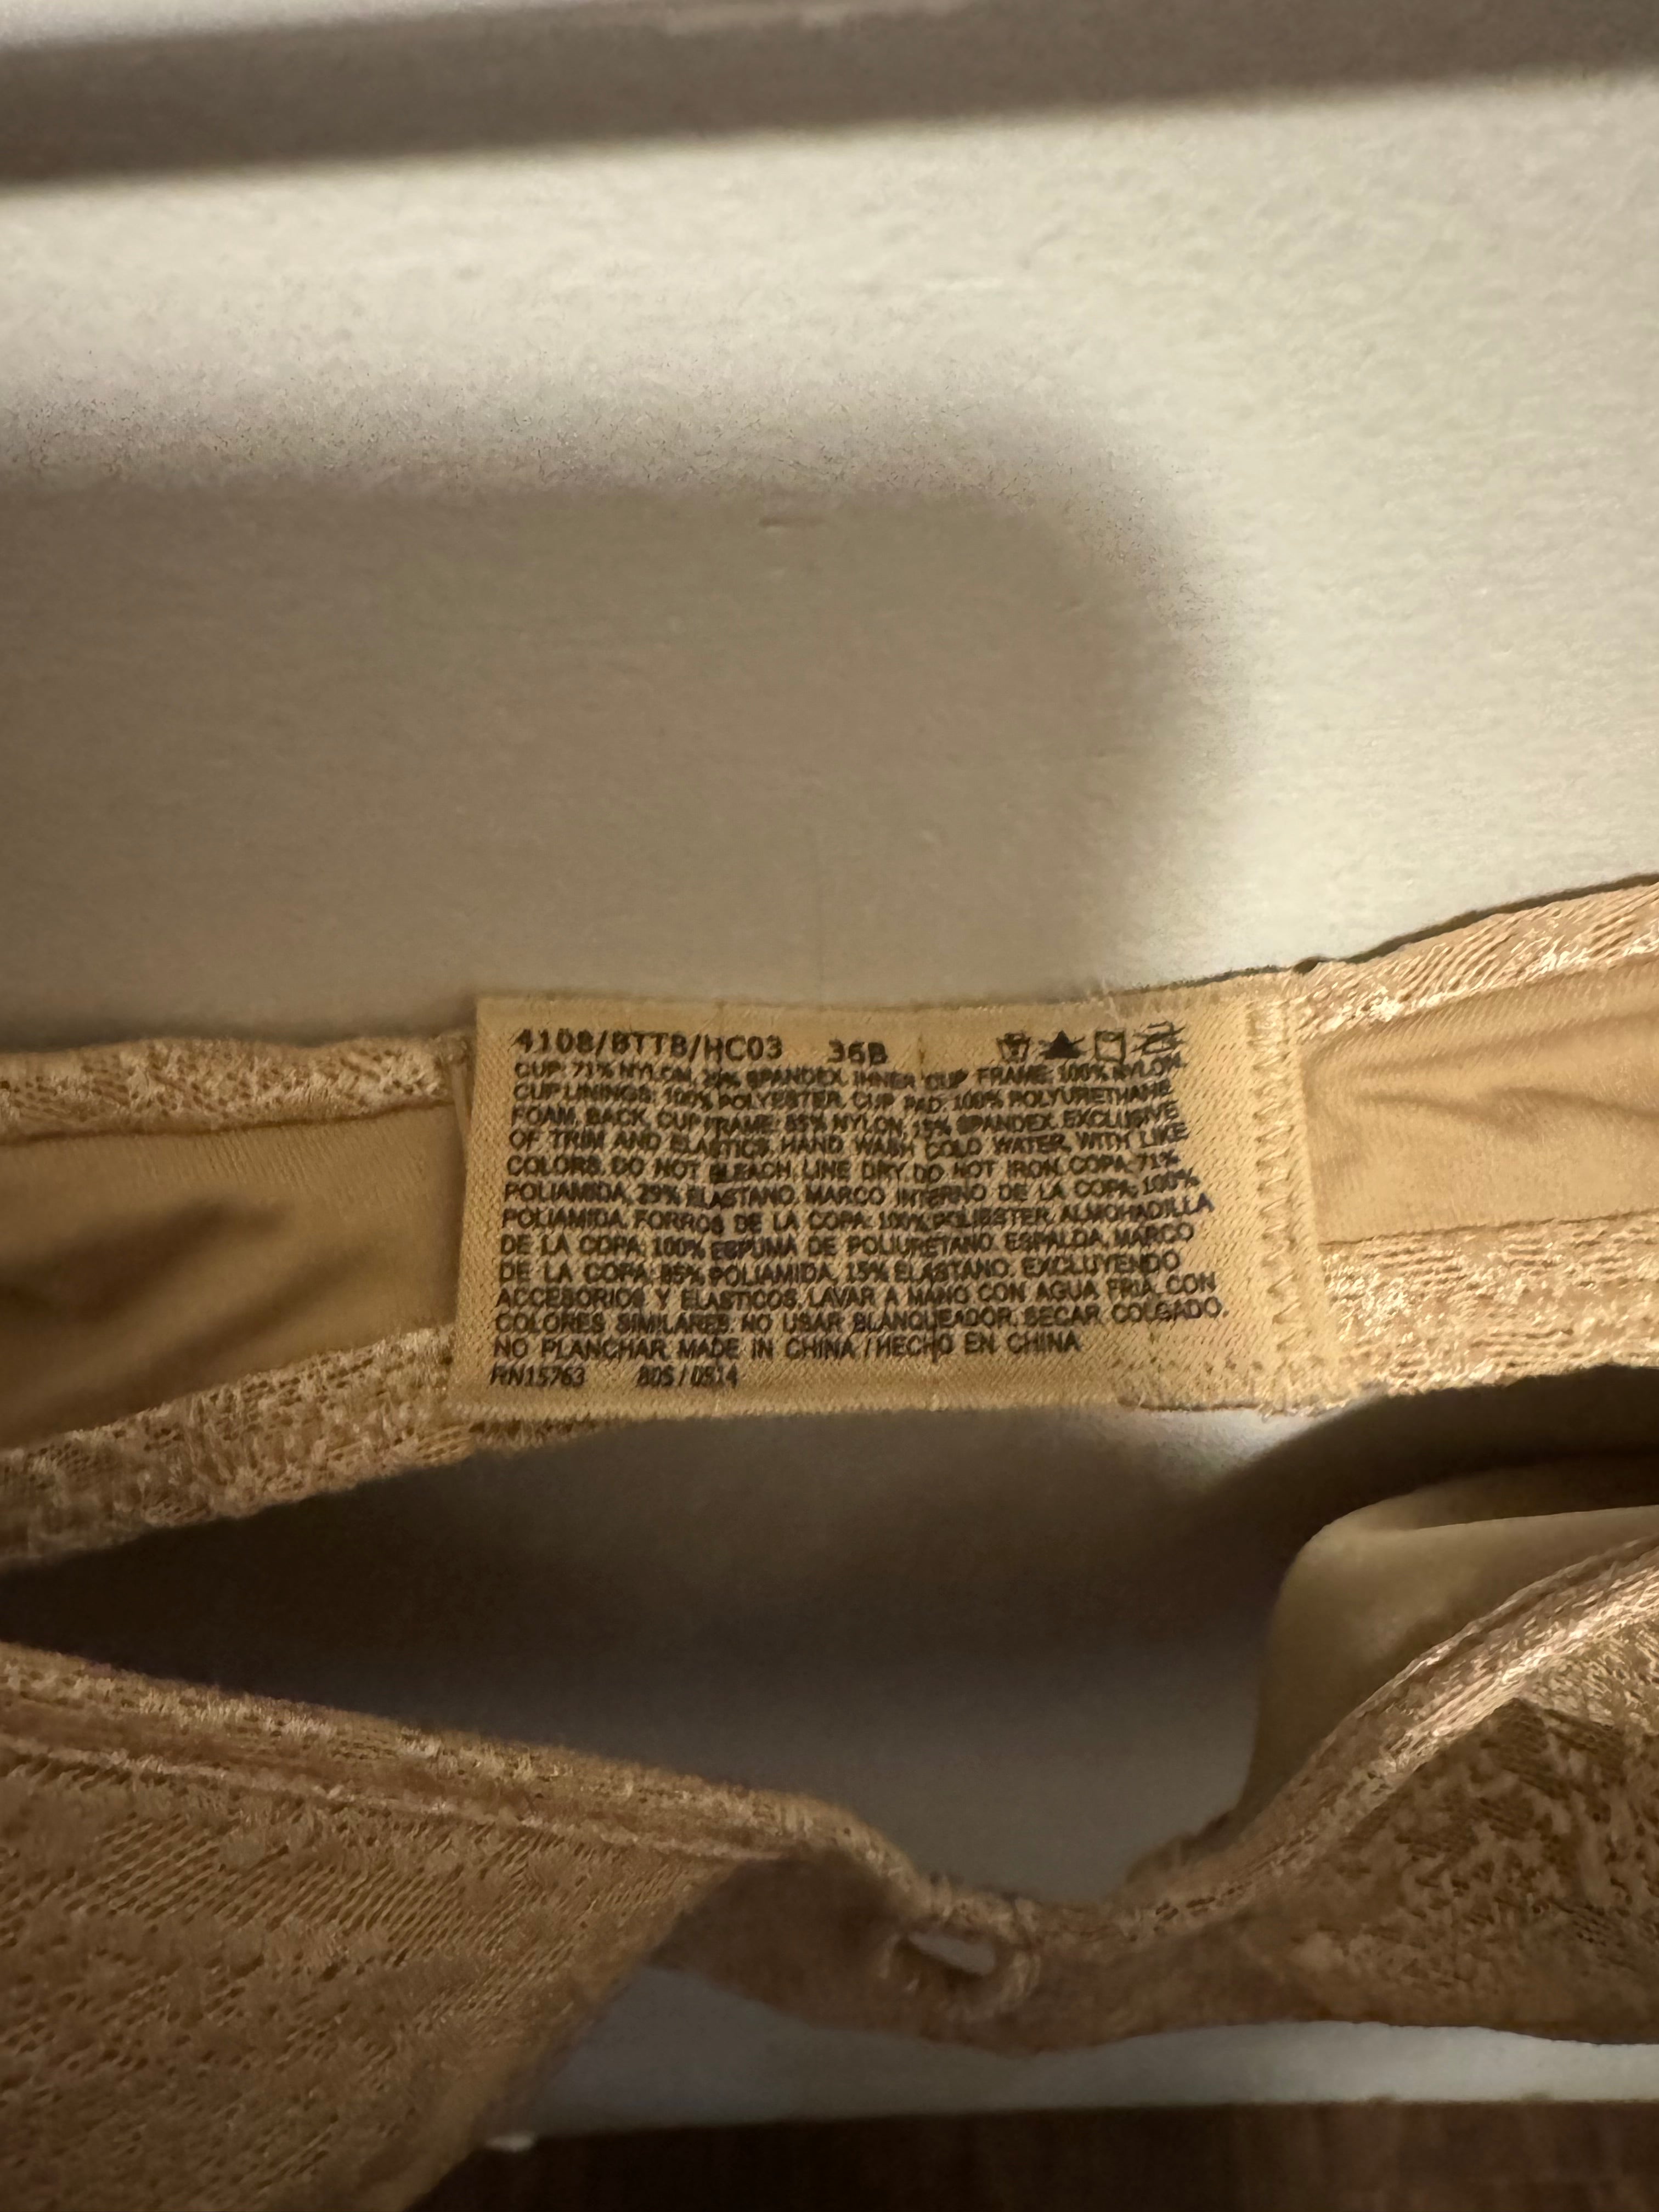 4108/BTTB/HC03 36B
CUP: 71% NYLON, 29% SPANDEX. INNER CUP FRAME: 100% NYLON.
CUP LININGS: 100% POLYESTER. CUP PAD: 100% POLYURETHANE
FOAM. BACK, CUP FRAME: 85% NYLON, 15% SPANDEX. EXCLUSIVE
OF TRIM AND ELASTICS. HAND WASH COLD WATER, WITH LIKE
COLORS. DO NOT BLEACH. LINE DRY. DO NOT IRON. COPA: 71%
POLIAMIDA, 29% ELASTANO. MARCO INTERNO DE LA COPA: 100%
POLIAMIDA. FORROS DE LA COPA: 100% POLIESTER. ALMOHADILLA
DE LA COPA: 100% ESPUMA DE POLIURETANO. ESPALDA, MARCO
DE LA COPA: 85% POLIAMIDA, 15% ELASTANO. EXCLUYENDO
ACCESORIOS Y ELASTICOS. LAVAR A MANO CON AGUA FRIA, CON
COLORES SIMILARES. NO USAR BLANQUEADOR. SECAR COLGADO.
NO PLANCHAR. MADE IN CHINA / HECHO EN CHINA
RN15763 805 / 0514